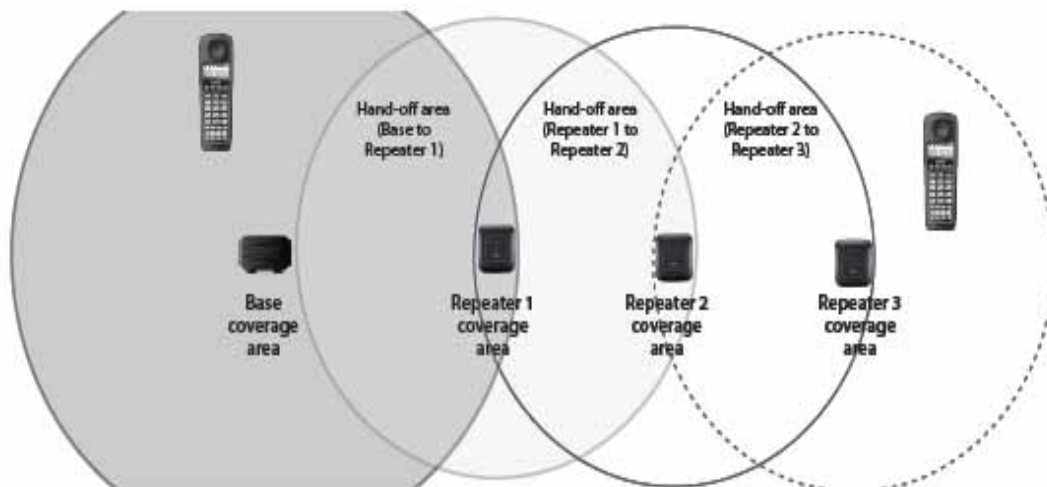 Hand-off area
(Base to
Repeater 1)
Hand-off area
(Repeater 1 to
Repeater 2)
Hand-off area
(Repeater 2 to
Repeater 3)
Base
coverage
area
Repeater 1
coverage
area
Repeater 2
coverage
area
Repeater 3
coverage
area